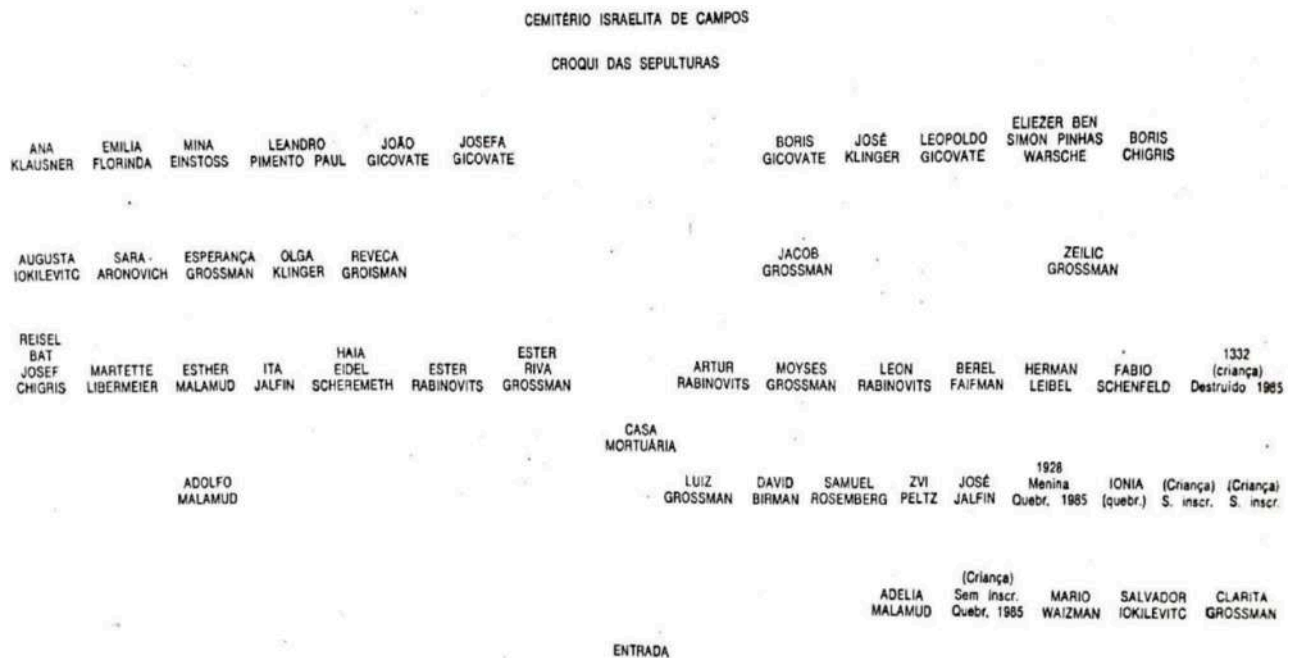 CEMITÉRIO ISRAELITA DE CAMPOS
CROQUI DAS SEPULTURAS
ANA
KLAUSNER
EMILIA
FLORINDA
MINA
EINSTOSS
LEANDRO
PIMENTO PAUL
JOÃO
GICOVATE
JOSEFA
GICOVATE
BORIS
GICOVATE
JOSÉ
KLINGER
LEOPOLDO
GICOVATE
ELIEZER BEN
SIMON PINHAS
WARSCHE
BORIS
CHIGRIS
AUGUSTA
IOKILEVITC
SARA
ARONOVICH
ESPERANÇA
GROSSMAN
OLGA
KLINGER
REVECA
GROISMAN
JACOB
GROSSMAN
ZEILIC
GROSSMAN
REISEL
BAT
JOSEF
CHIGRIS
MARTETTE
LIBERMEIER
ESTHER
MALAMUD
ITA
JALFIN
HAIA
EIDEL
SCHEREMETH
ESTER
RABINOVITS
ESTER
RIVA
GROSSMAN
ARTUR
RABINOVITS
MOYSES
GROSSMAN
LEON
RABINOVITS
BEREL
FAIFMAN
HERMAN
LEIBEL
FABIO
SCHENFELD
1332
(criança)
Destruído 1985
CASA
MORTUÁRIA
ADOLFO
MALAMUD
LUIZ
GROSSMAN
DAVID
BIRMAN
SAMUEL
ROSEMBERG
ZVI
PELTZ
JOSÉ
JALFIN
1928
Menina
Quebr. 1985
IONIA
(quebr.)
(Criança)
S. inscr.
(Criança)
S. inscr.
ADELIA
MALAMUD
(Criança)
Sem inscr.
Quebr. 1985
MARIO
WAIZMAN
SALVADOR
IOKILEVITC
CLARITA
GROSSMAN
ENTRADA